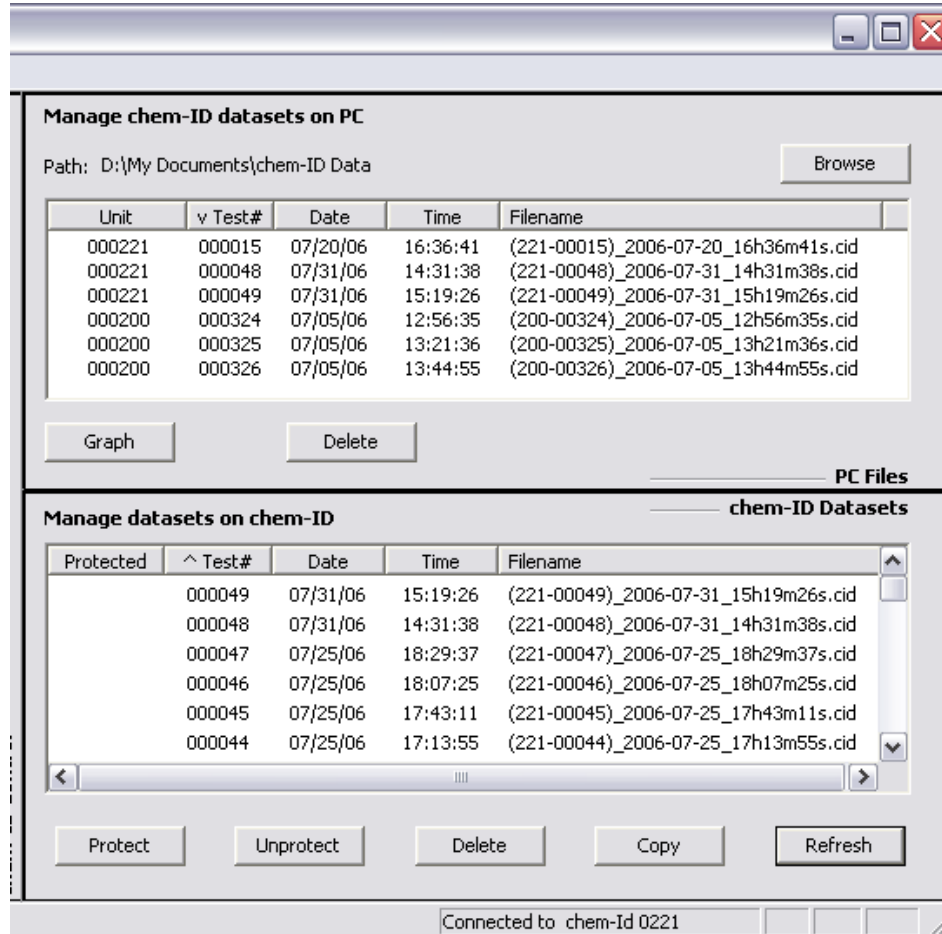 Manage chem-ID datasets on PC
Path: D:\My Documents\chem-ID Data
Browse
Unit v Test# Date Time Filename
000221 000015 07/20/06 16:36:41 (221-00015)_2006-07-20_16h36m41s.cid
000221 000048 07/31/06 14:31:38 (221-00048)_2006-07-31_14h31m38s.cid
000221 000049 07/31/06 15:19:26 (221-00049)_2006-07-31_15h19m26s.cid
000200 000324 07/05/06 12:56:35 (200-00324)_2006-07-05_12h56m35s.cid
000200 000325 07/05/06 13:21:36 (200-00325)_2006-07-05_13h21m36s.cid
000200 000326 07/05/06 13:44:55 (200-00326)_2006-07-05_13h44m55s.cid
Graph Delete
PC Files
chem-ID Datasets
Manage datasets on chem-ID
Protected ^ Test# Date Time Filename
000049 07/31/06 15:19:26 (221-00049)_2006-07-31_15h19m26s.cid
000048 07/31/06 14:31:38 (221-00048)_2006-07-31_14h31m38s.cid
000047 07/25/06 18:29:37 (221-00047)_2006-07-25_18h29m37s.cid
000046 07/25/06 18:07:25 (221-00046)_2006-07-25_18h07m25s.cid
000045 07/25/06 17:43:11 (221-00045)_2006-07-25_17h43m11s.cid
000044 07/25/06 17:13:55 (221-00044)_2006-07-25_17h13m55s.cid
Protect Unprotect Delete Copy Refresh
Connected to chem-Id 0221